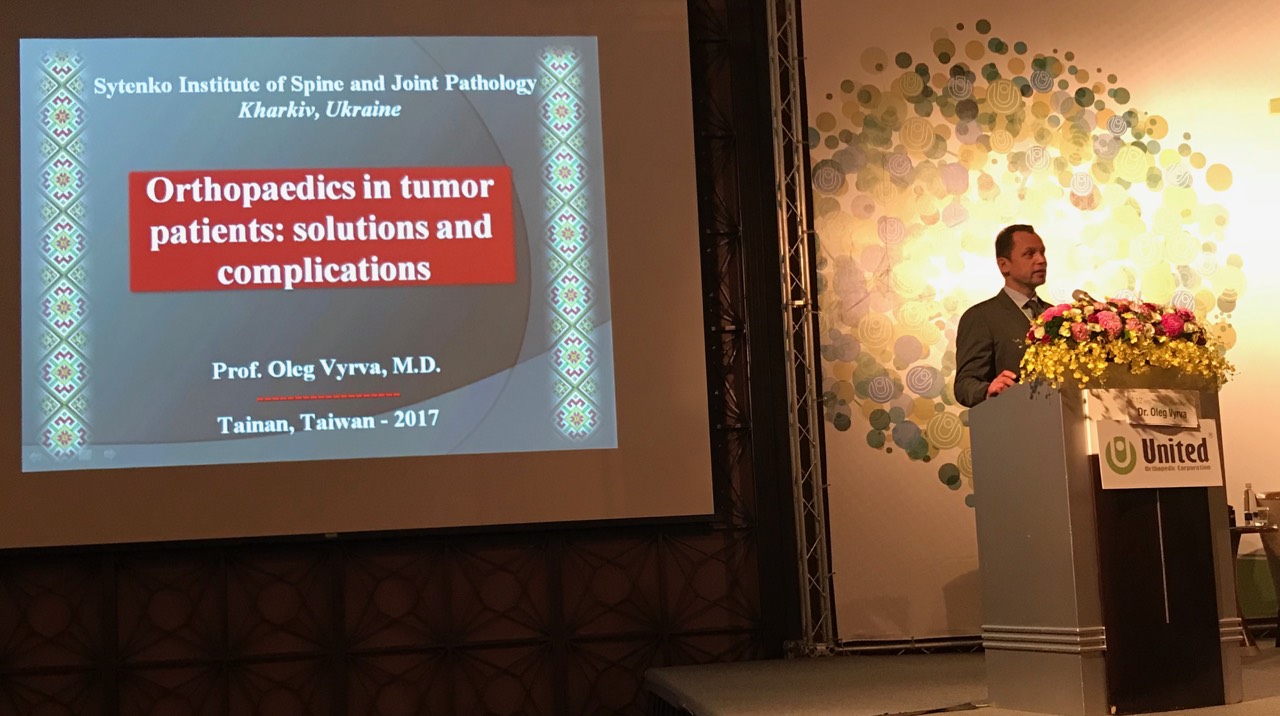 Sytenko Institute of Spine and Joint Pathology
Kharkiv, Ukraine
Orthopaedics in tumor
patients: solutions and
complications
Prof. Oleg Vyrva, M.D.
Tainan, Taiwan - 2017
Dr. Oleg Vyrva
United
Orthopedic Corporation